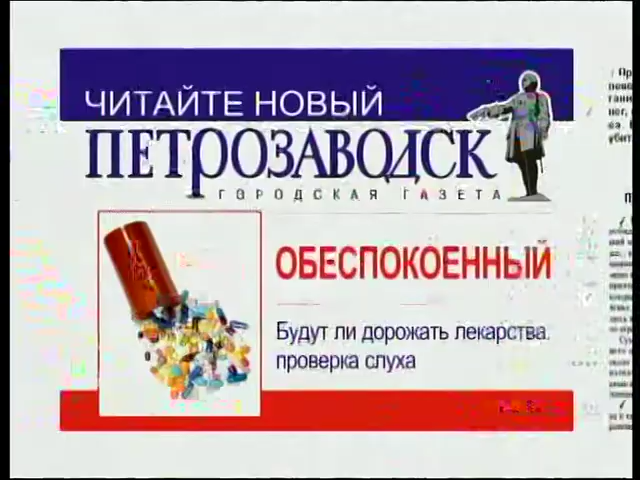 ЧИТАЙТЕ НОВЫЙ
ПЕТРОЗАВОДСК
ГОРОДСКАЯ ГАЗЕТА
ОБЕСПОКОЕННЫЙ
Будут ли дорожать лекарства.
проверка слуха